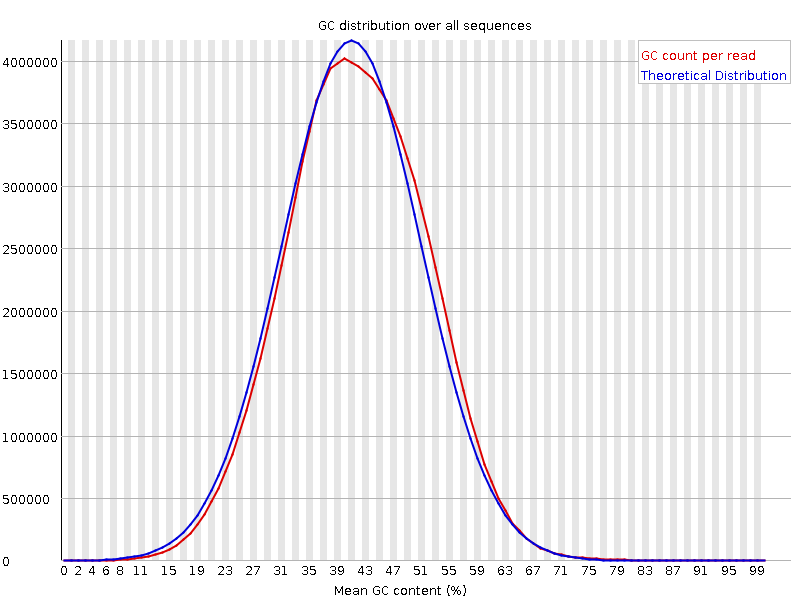 GC distribution over all sequences
GC count per read
Theoretical Distribution
4000000
3500000
3000000
2500000
2000000
1500000
1000000
500000
0
0 2 4 6 8 11 15 19 23 27 31 35 39 43 47 51 55 59 63 67 71 75 79 83 87 91 95 99
Mean GC content (%)